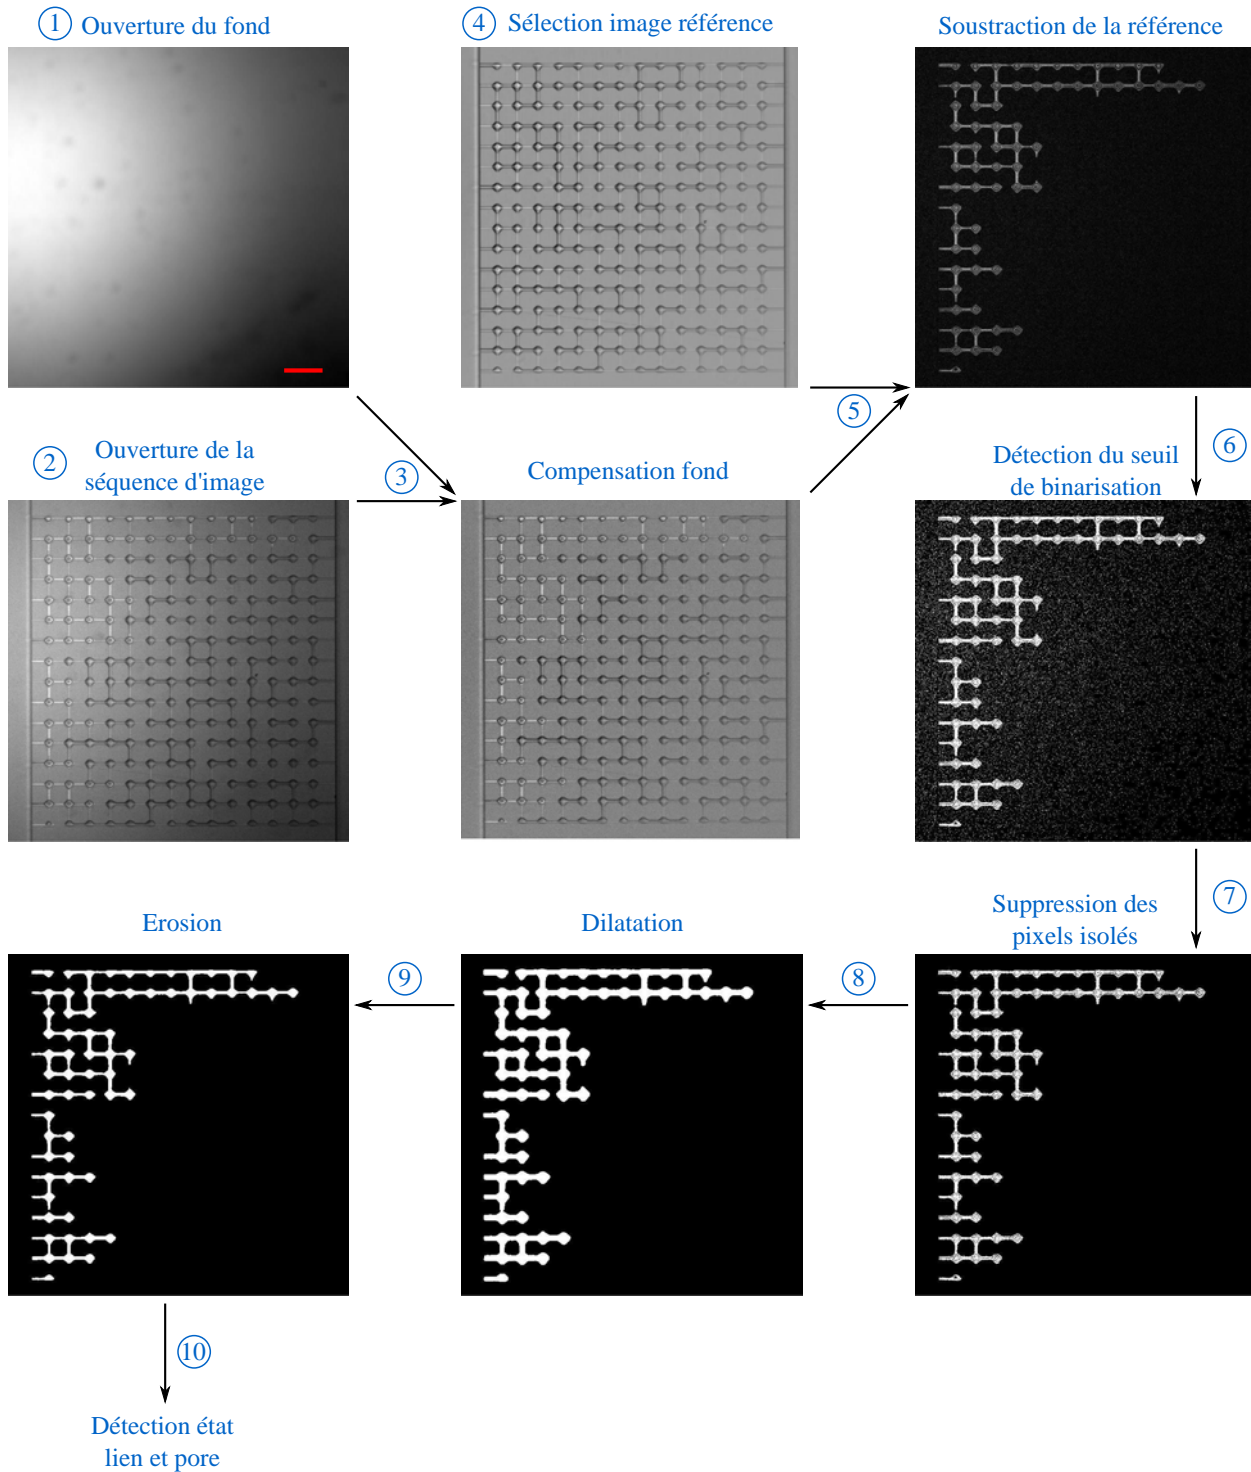 1 Ouverture du fond
4 Sélection image référence
Soustraction de la référence
5
2 Ouverture de la
séquence d'image
3
Compensation fond
6
Détection du seuil
de binarisation
7
Suppression des
pixels isolés
Erosion
Dilatation
9
8
10
Détection état
lien et pore